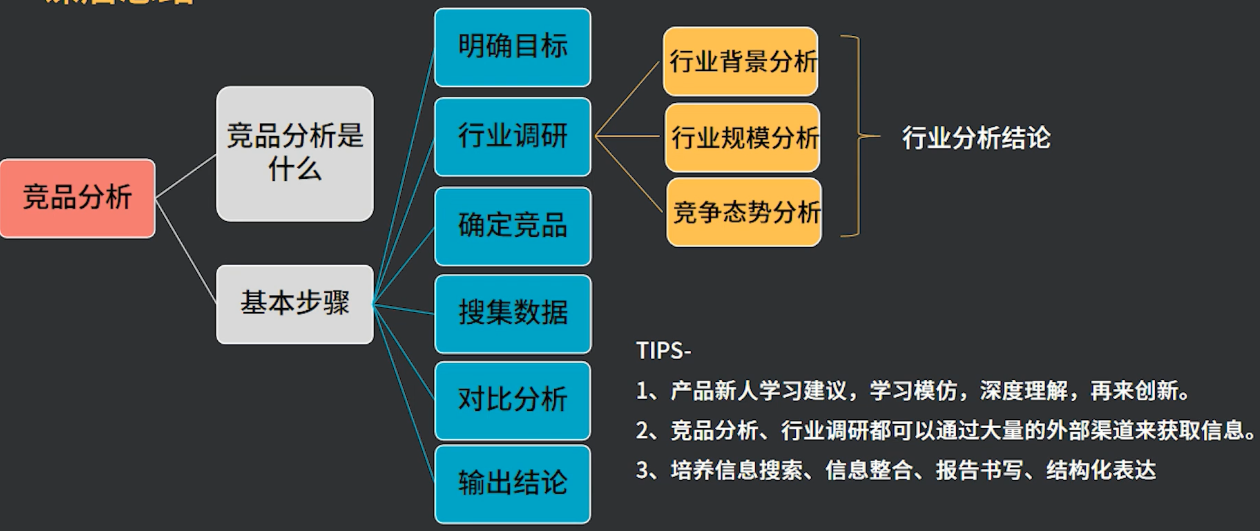 竞品分析
竞品分析是
什么
基本步骤
明确目标
行业调研
确定竞品
搜集数据
对比分析
输出结论
行业背景分析
行业规模分析
竞争态势分析
行业分析结论
TIPS-
1、产品新人学习建议，学习模仿，深度理解，再来创新。
2、竞品分析、行业调研都可以通过大量的外部渠道来获取信息。
3、培养信息搜索、信息整合、报告书写、结构化表达